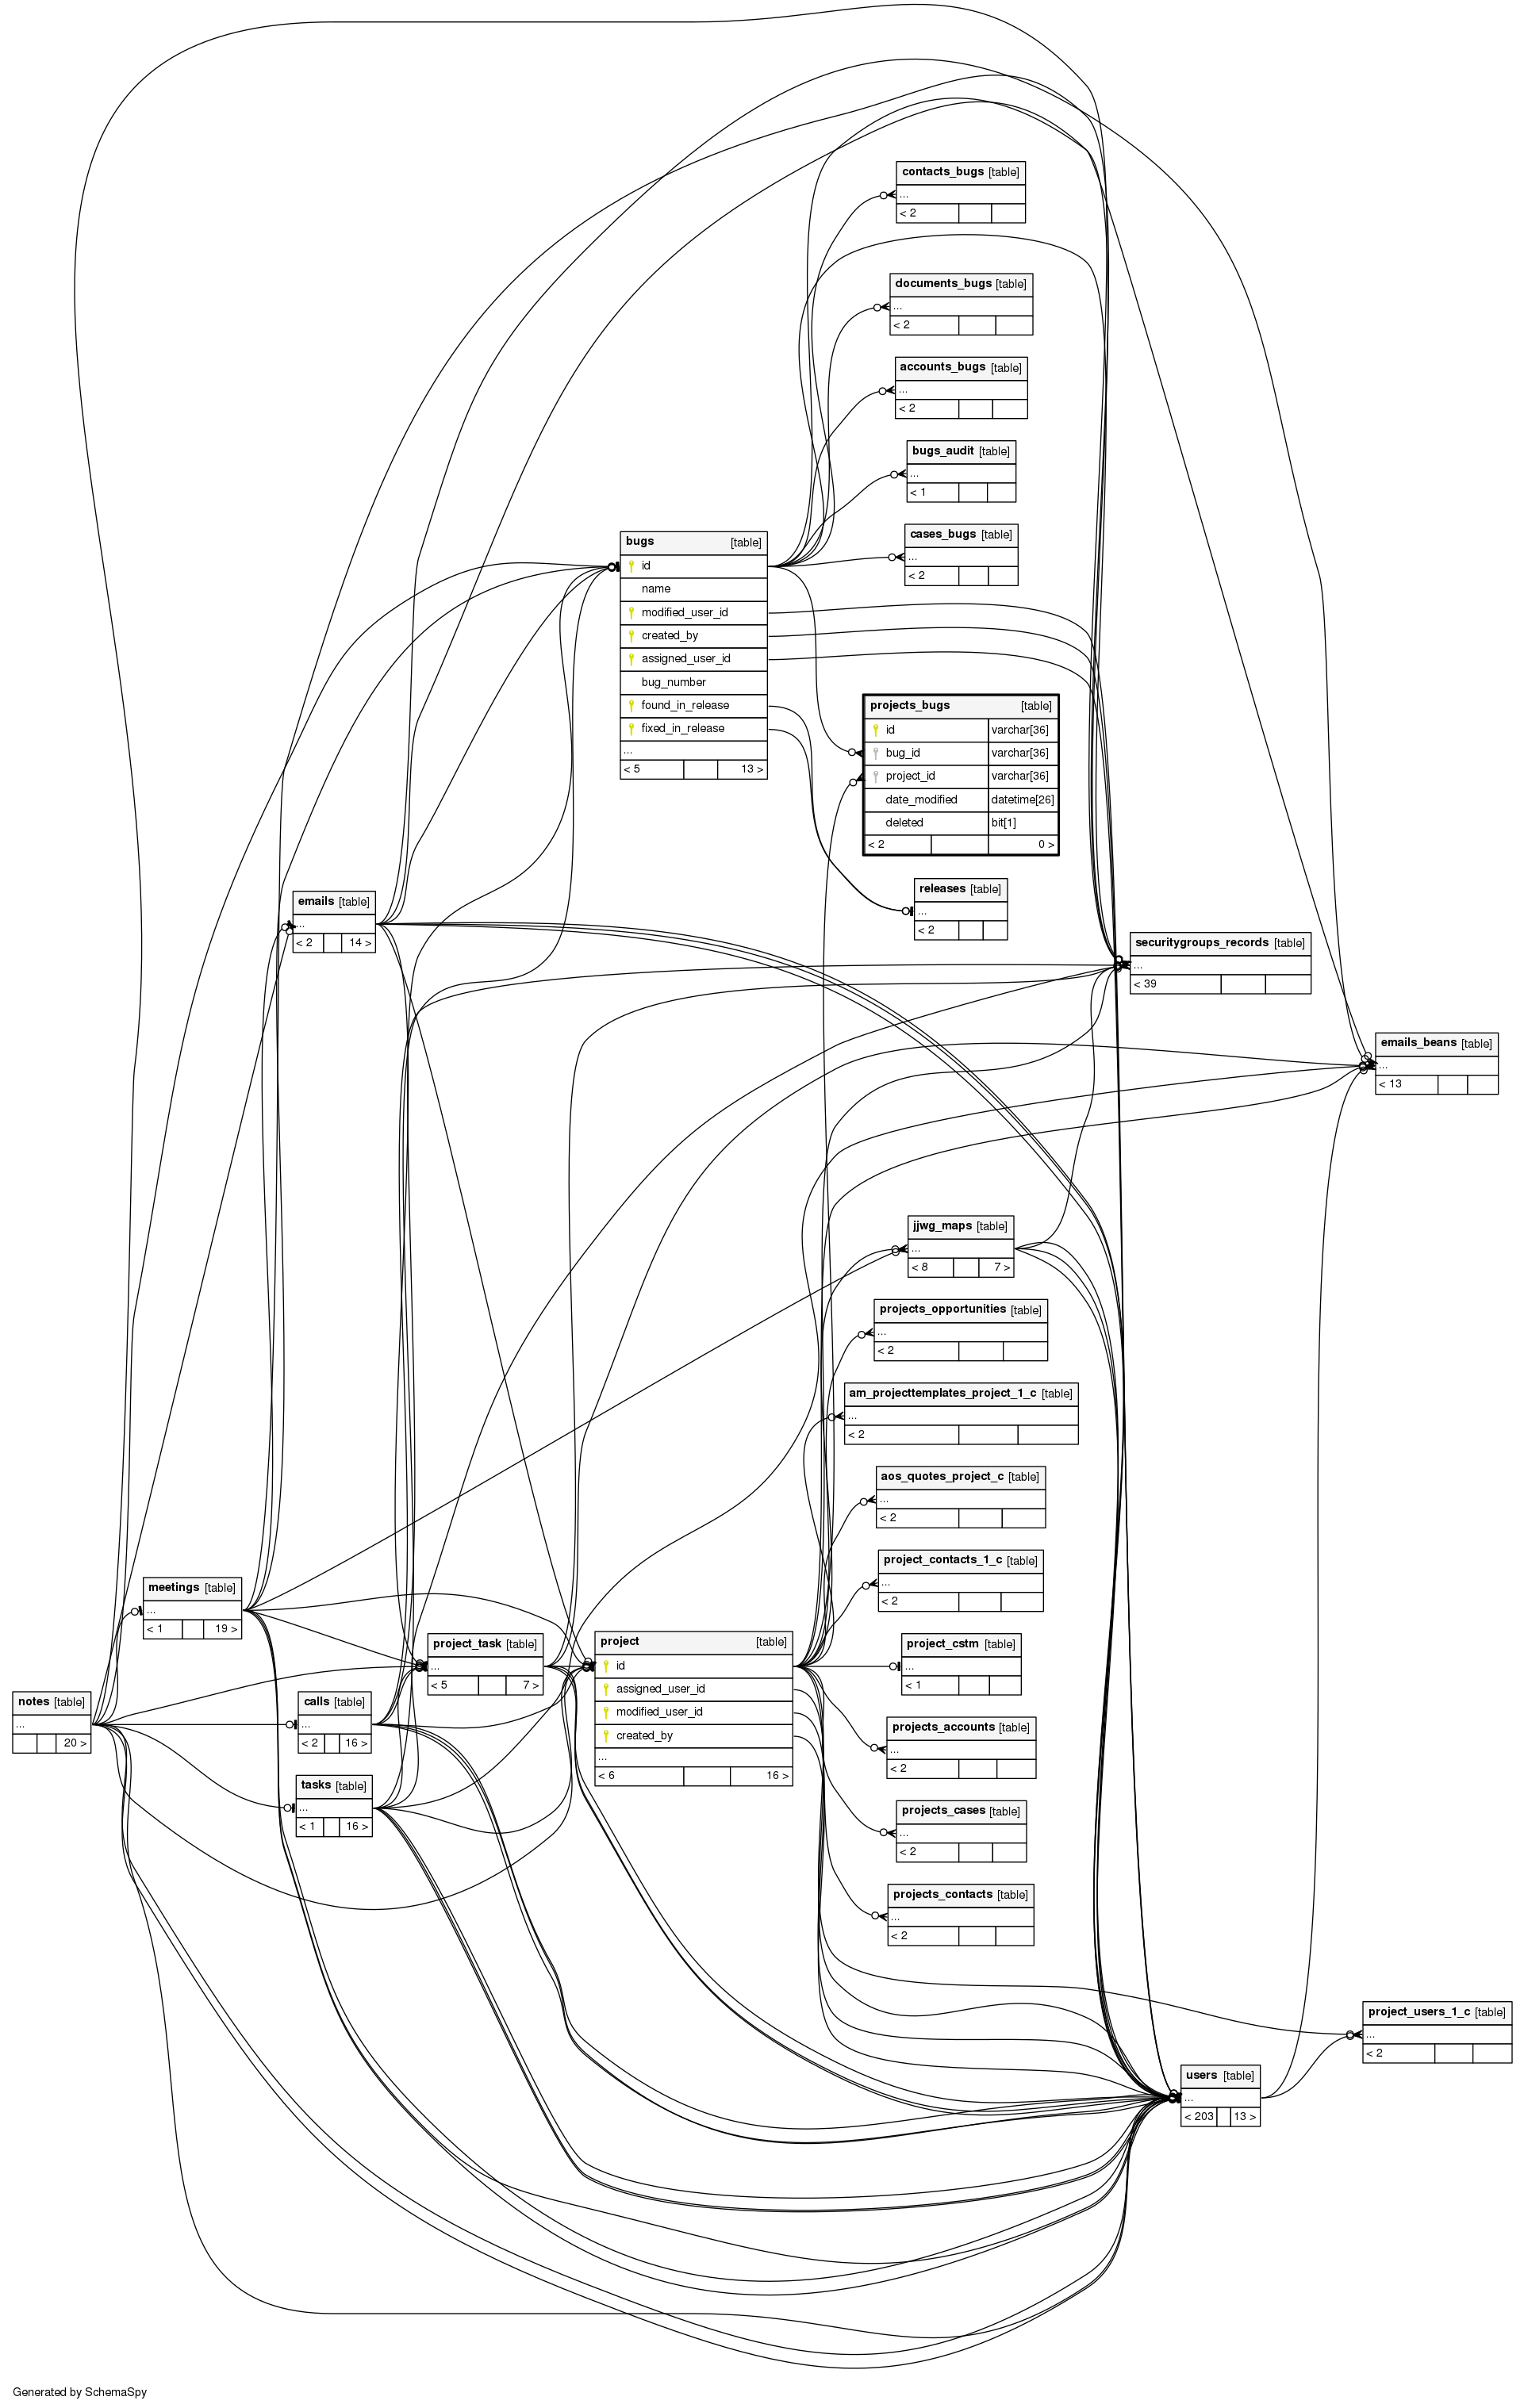 contacts_bugs [table]
...
< 2
documents_bugs [table]
...
< 2
accounts_bugs [table]
...
< 2
bugs_audit [table]
...
< 1
cases_bugs [table]
...
< 2
bugs [table]
id
name
modified_user_id
created_by
assigned_user_id
bug_number
found_in_release
fixed_in_release
...
< 5 13 >
projects_bugs [table]
id varchar[36]
bug_id varchar[36]
project_id varchar[36]
date_modified datetime[26]
deleted bit[1]
< 2 0 >
releases [table]
...
< 2
emails [table]
...
< 2 14 >
securitygroups_records [table]
...
< 39
emails_beans [table]
...
< 13
jjwg_maps [table]
...
< 8 7 >
projects_opportunities [table]
...
< 2
am_projecttemplates_project_1_c [table]
...
< 2
aos_quotes_project_c [table]
...
< 2
project_contacts_1_c [table]
...
< 2
meetings [table]
...
< 1 19 >
project_task [table]
...
< 5 7 >
project [table]
id
assigned_user_id
modified_user_id
created_by
...
< 6 16 >
project_cstm [table]
...
< 1
notes [table]
...
20 >
calls [table]
...
< 2 16 >
projects_accounts [table]
...
< 2
tasks [table]
...
< 1 16 >
projects_cases [table]
...
< 2
projects_contacts [table]
...
< 2
project_users_1_c [table]
...
< 2
users [table]
...
< 203 13 >
Generated by SchemaSpy